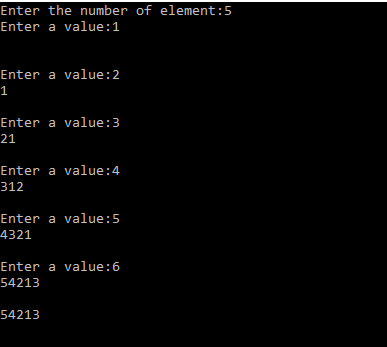 Enter the number of element:5
Enter a value:1
Enter a value:2
1
Enter a value:3
21
Enter a value:4
312
Enter a value:5
4321
Enter a value:6
54213
54213